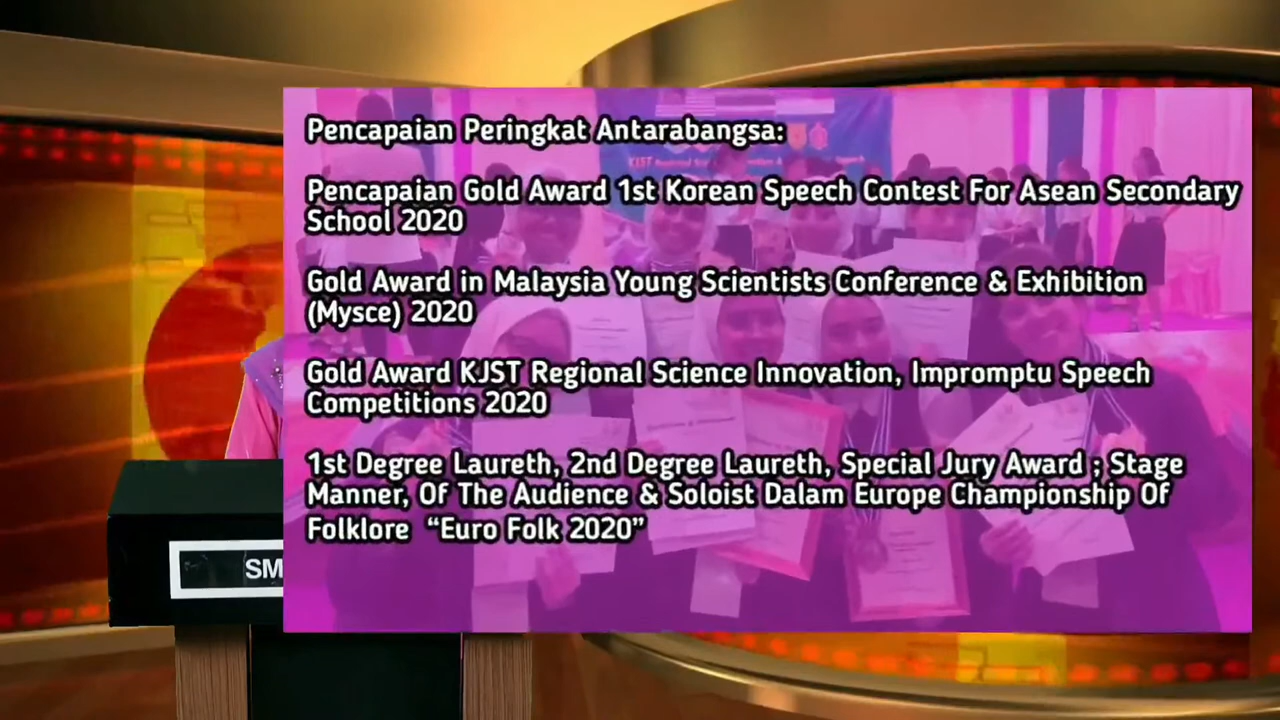 Pencapaian Peringkat Antarabangsa:
Pencapaian Gold Award 1st Korean Speech Contest For Asean Secondary
School 2020
Gold Award in Malaysia Young Scientists Conference & Exhibition
(Mysce) 2020
Gold Award KJST Regional Science Innovation, Impromptu Speech
Competitions 2020
1st Degree Laureth, 2nd Degree Laureth, Special Jury Award ; Stage
Manner, Of The Audience & Soloist Dalam Europe Championship Of
Folklore “Euro Folk 2020”
SM